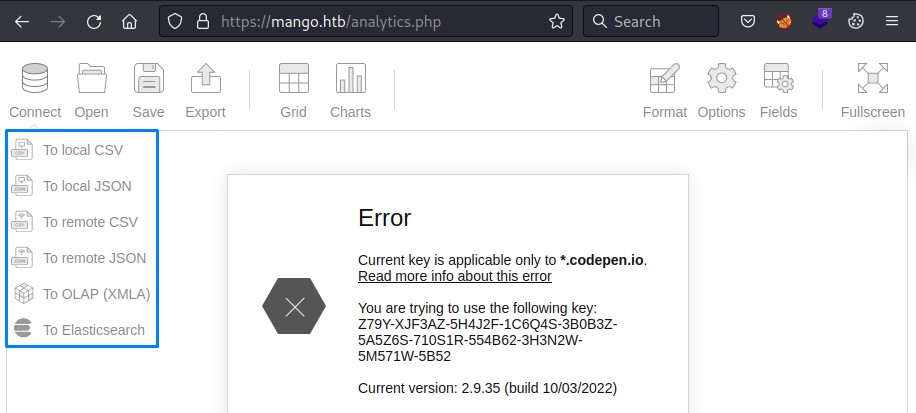 https://mango.htb/analytics.php
Search
8
Connect Open Save Export Grid Charts Format Options Fields Fullscreen
To local CSV
To local JSON
To remote CSV
To remote JSON
To OLAP (XMLA)
To Elasticsearch
Error
Current key is applicable only to *.codepen.io.
Read more info about this error
You are trying to use the following key:
Z79Y-XJF3AZ-5H4J2F-1C6Q4S-3B0B3Z-
5A5Z6S-710S1R-554B62-3H3N2W-
5M571W-5B52
Current version: 2.9.35 (build 10/03/2022)